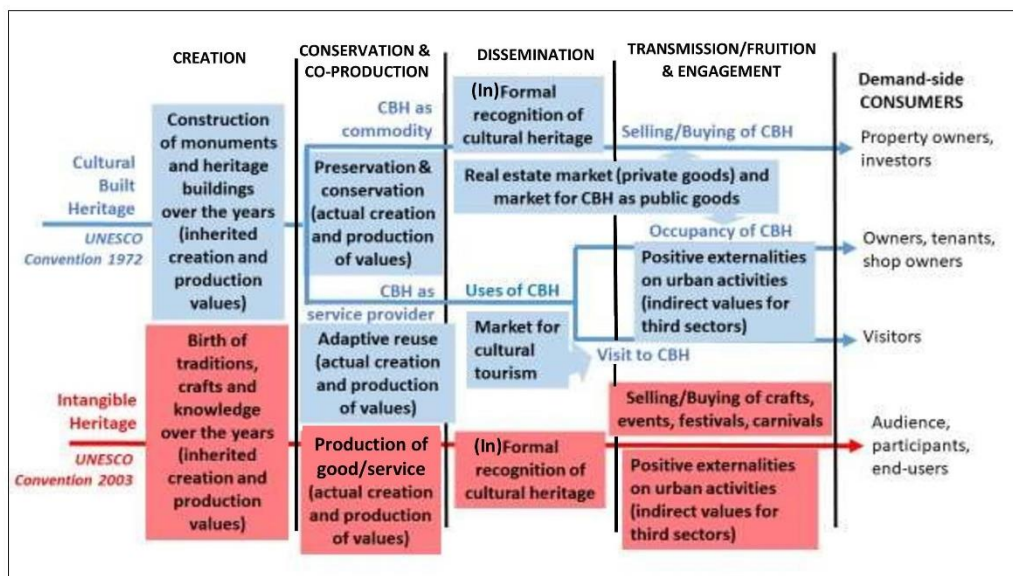 CREATION
CONSERVATION &
CO-PRODUCTION
DISSEMINATION
TRANSMISSION/FRUITION
& ENGAGEMENT
Demand-side
CONSUMERS
Cultural
Built
Heritage
UNESCO
Convention 1972
Construction
of monuments
and heritage
buildings
over the years
(inherited
creation and
production
values)
CBH as
commodity
Preservation &
conservation
(actual creation
and production
of values)
CBH as
service provider
Adaptive reuse
(actual creation
and production
of values)
(In)Formal
recognition of
cultural heritage
Selling/Buying of CBH
Real estate market (private goods) and
market for CBH as public goods
Uses of CBH
Market for
cultural
tourism
Occupancy of CBH
Positive externalities
on urban activities
(indirect values for
third sectors)
Visit to CBH
Property owners,
investors
Owners, tenants,
shop owners
Visitors
Intangible
Heritage
UNESCO
Convention 2003
Birth of
traditions,
crafts and
knowledge
over the years
(inherited
creation and
production
values)
Production of
good/service
(actual creation
and production
of values)
(In)Formal
recognition of
cultural heritage
Selling/Buying of crafts,
events, festivals, carnivals
Positive externalities
on urban activities
(indirect values for
third sectors)
Audience,
participants,
end-users